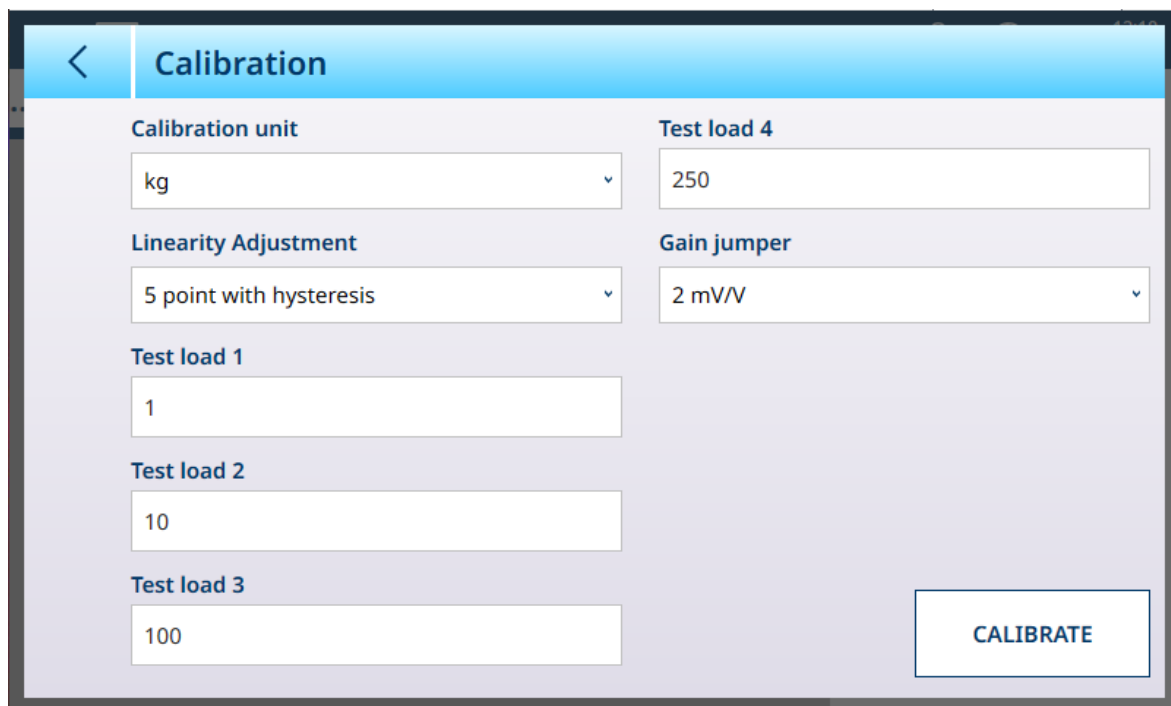 Calibration
Calibration unit
kg
Linearity Adjustment
5 point with hysteresis
Test load 1
1
Test load 2
10
Test load 3
100
Test load 4
250
Gain jumper
2 mV/V
CALIBRATE